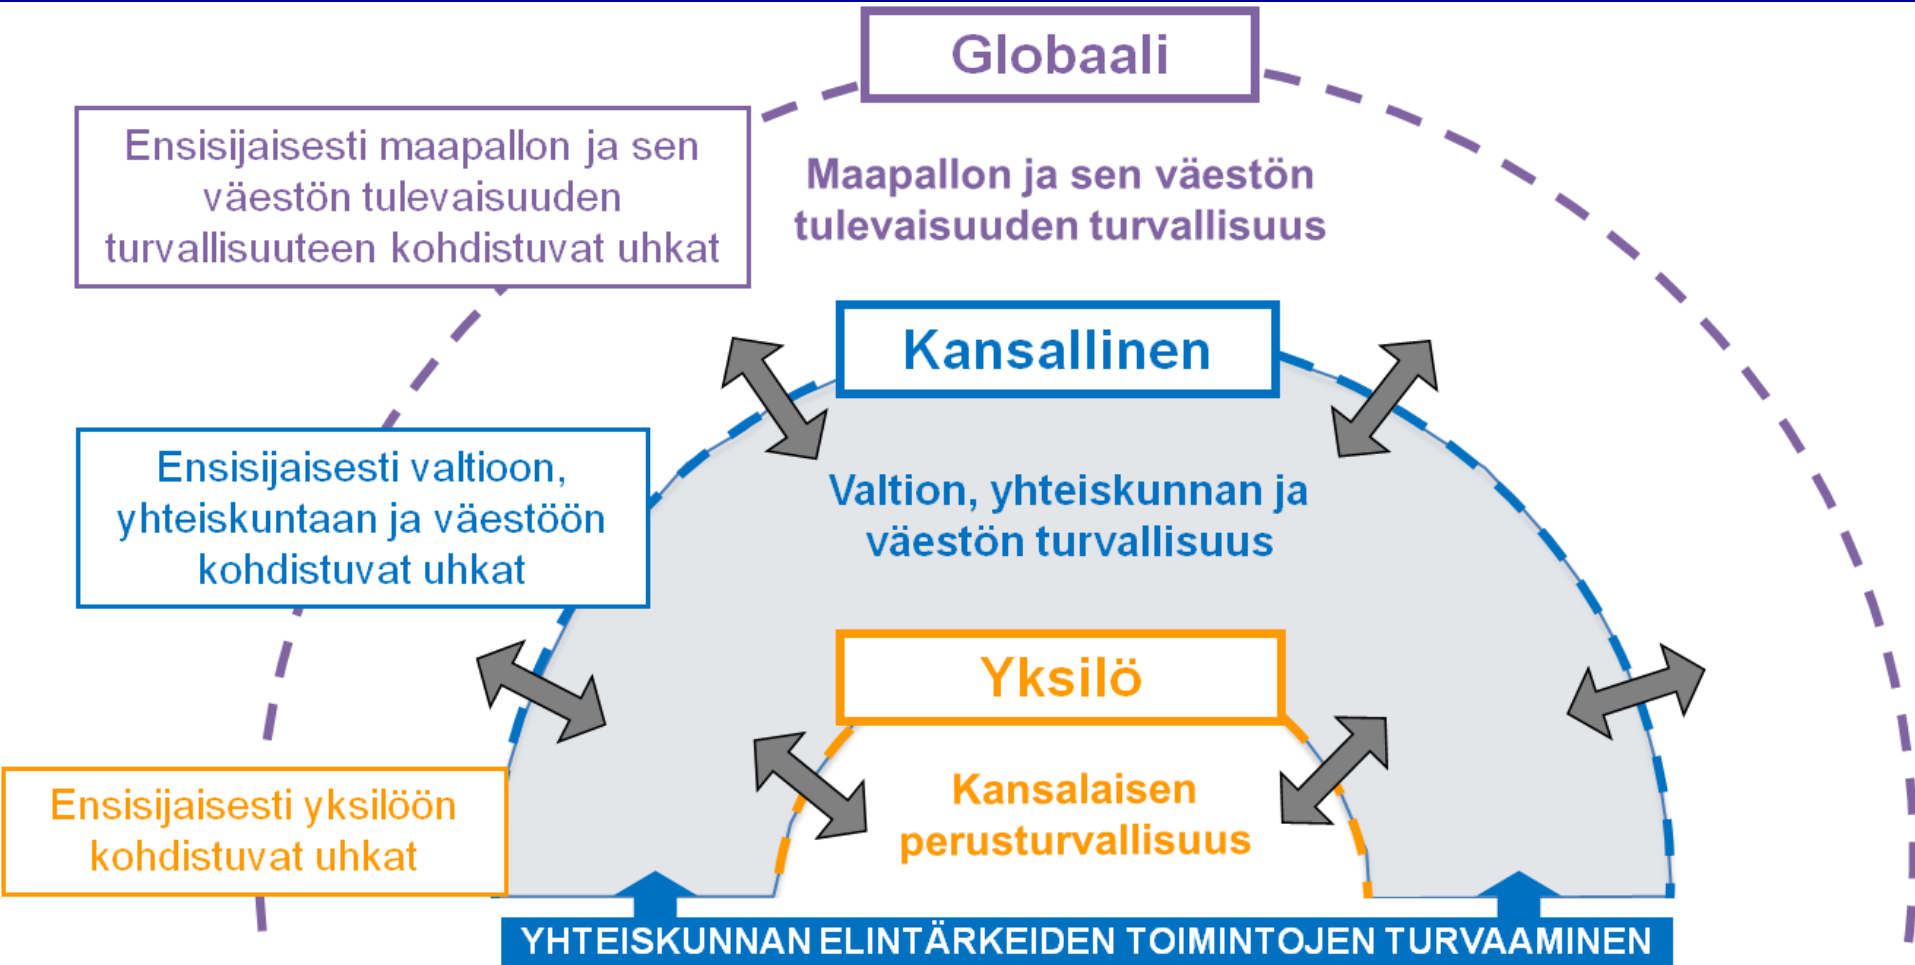 Globaali
Ensisijaisesti maapallon ja sen
väestön tulevaisuuden
turvallisuuteen kohdistuvat uhkat
Maapallon ja sen väestön
tulevaisuuden turvallisuus
Kansallinen
Ensisijaisesti valtioon,
yhteiskuntaan ja väestöön
kohdistuvat uhkat
Valtion, yhteiskunnan ja
väestön turvallisuus
Yksilö
Ensisijaisesti yksilöön
kohdistuvat uhkat
Kansalaisen
perusturvallisuus
YHTEISKUNNAN ELINTÄRKEIDEN TOIMINTOJEN TURVAAMINEN